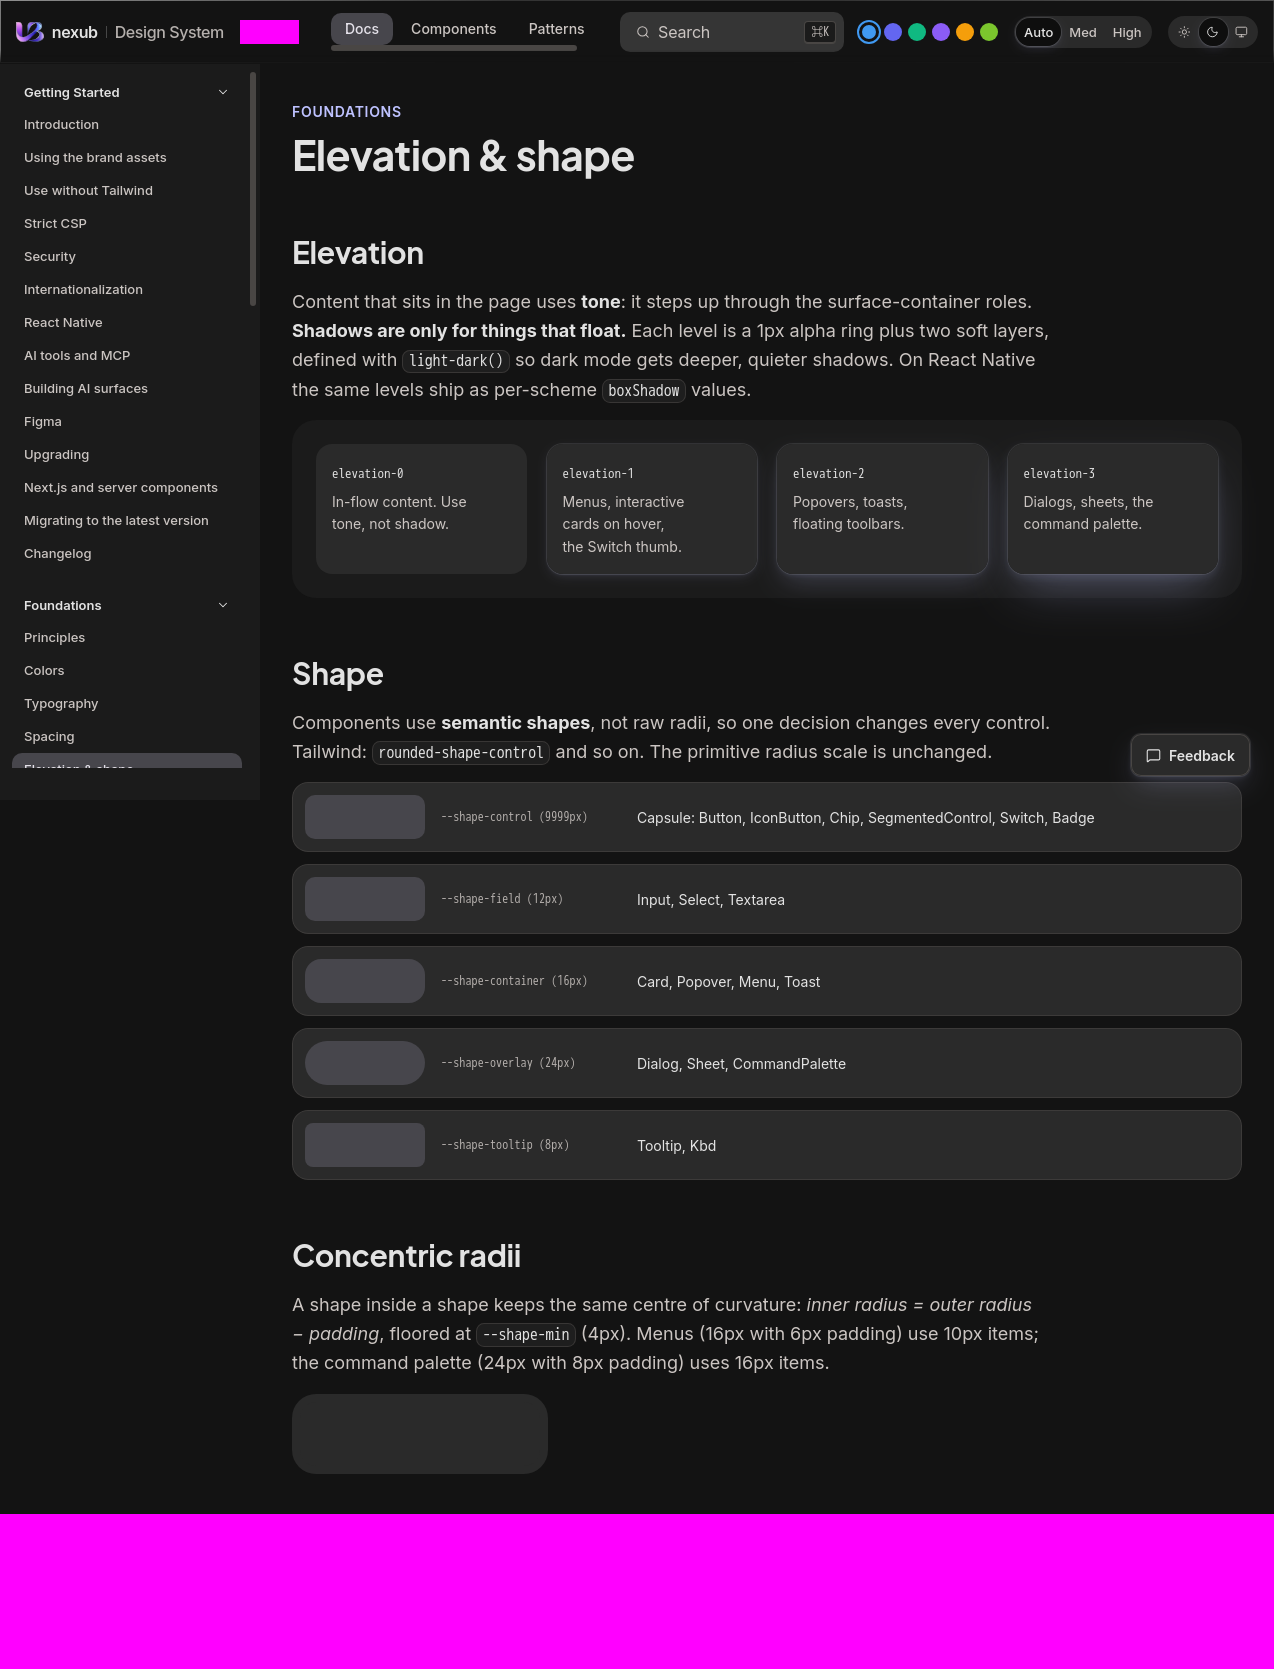 nexub Design System
Docs Components Patterns
Search ⌘K
Auto Med High
Getting Started
Introduction
Using the brand assets
Use without Tailwind
Strict CSP
Security
Internationalization
React Native
AI tools and MCP
Building AI surfaces
Figma
Upgrading
Next.js and server components
Migrating to the latest version
Changelog
Foundations
Principles
Colors
Typography
Spacing
Elevation & shape
FOUNDATIONS
Elevation & shape
Elevation
Content that sits in the page uses tone: it steps up through the surface-container roles.
Shadows are only for things that float. Each level is a 1px alpha ring plus two soft layers,
defined with light-dark() so dark mode gets deeper, quieter shadows. On React Native
the same levels ship as per-scheme boxShadow values.
elevation-0
In-flow content. Use
tone, not shadow.
elevation-1
Menus, interactive
cards on hover,
the Switch thumb.
elevation-2
Popovers, toasts,
floating toolbars.
elevation-3
Dialogs, sheets, the
command palette.
Shape
Components use semantic shapes, not raw radii, so one decision changes every control.
Tailwind: rounded-shape-control and so on. The primitive radius scale is unchanged.
Feedback
--shape-control (9999px) Capsule: Button, IconButton, Chip, SegmentedControl, Switch, Badge
--shape-field (12px) Input, Select, Textarea
--shape-container (16px) Card, Popover, Menu, Toast
--shape-overlay (24px) Dialog, Sheet, CommandPalette
--shape-tooltip (8px) Tooltip, Kbd
Concentric radii
A shape inside a shape keeps the same centre of curvature: inner radius = outer radius
− padding, floored at --shape-min (4px). Menus (16px with 6px padding) use 10px items;
the command palette (24px with 8px padding) uses 16px items.